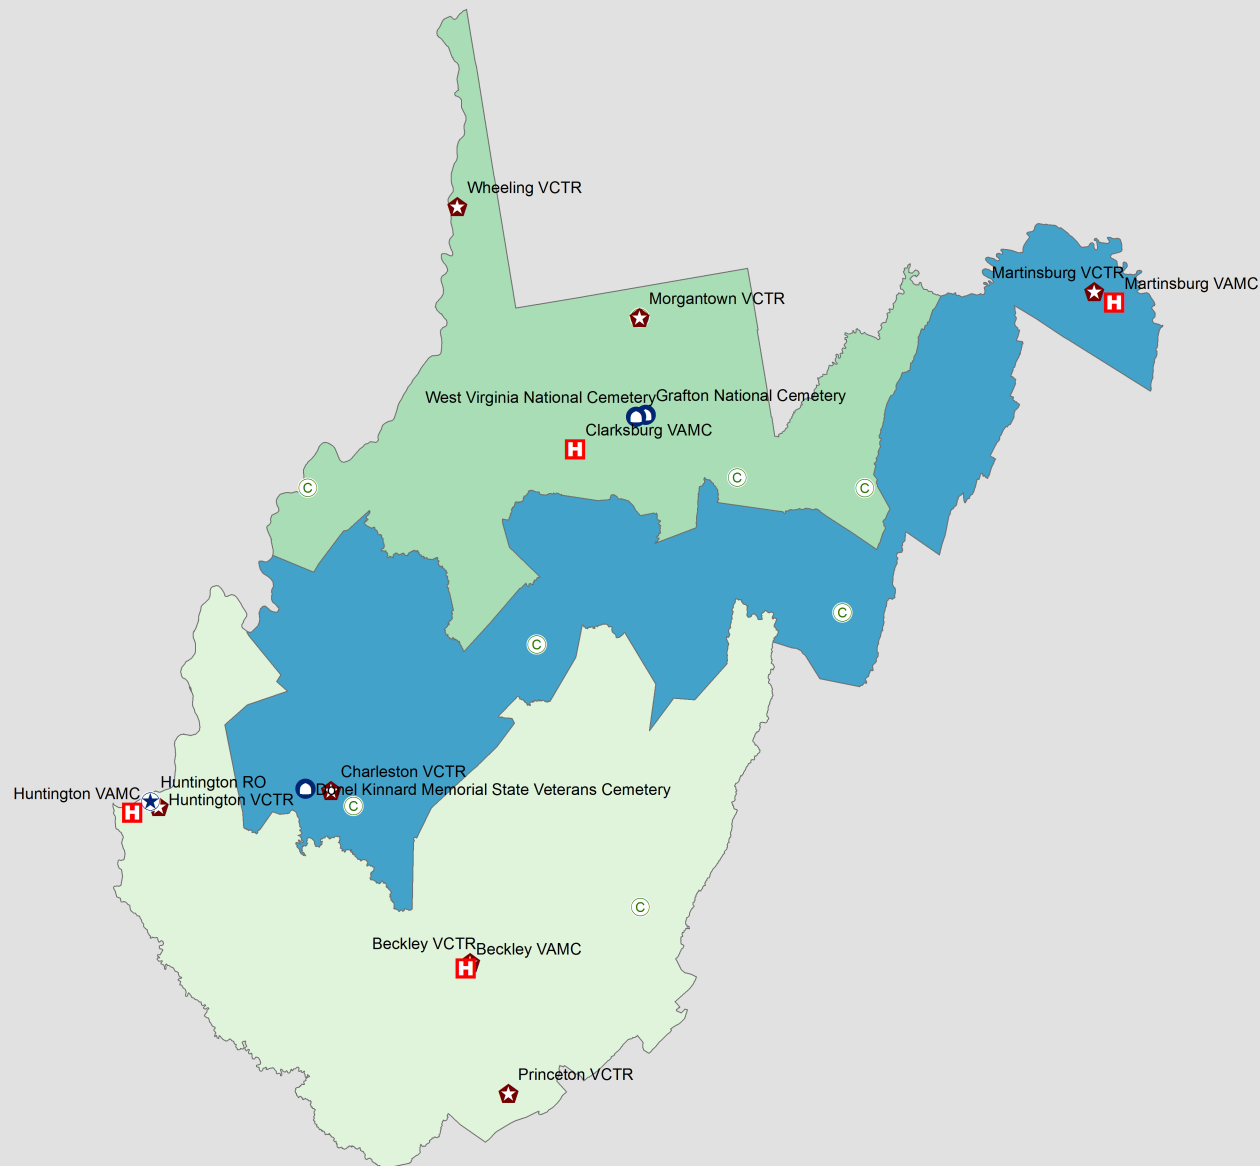 Wheeling VCTR
Martinsburg VCTR
Martinsburg VAMC
Morgantown VCTR
West Virginia National Cemetery
Grafton National Cemetery
Clarksburg VAMC
H
H
C
C
C
C
C
Charleston VCTR
Huntington RO
Kinnard Memorial State Veterans Cemetery
Huntington VAMC
Huntington VCTR
H
C
C
Beckley VCTR
Beckley VAMC
H
Princeton VCTR